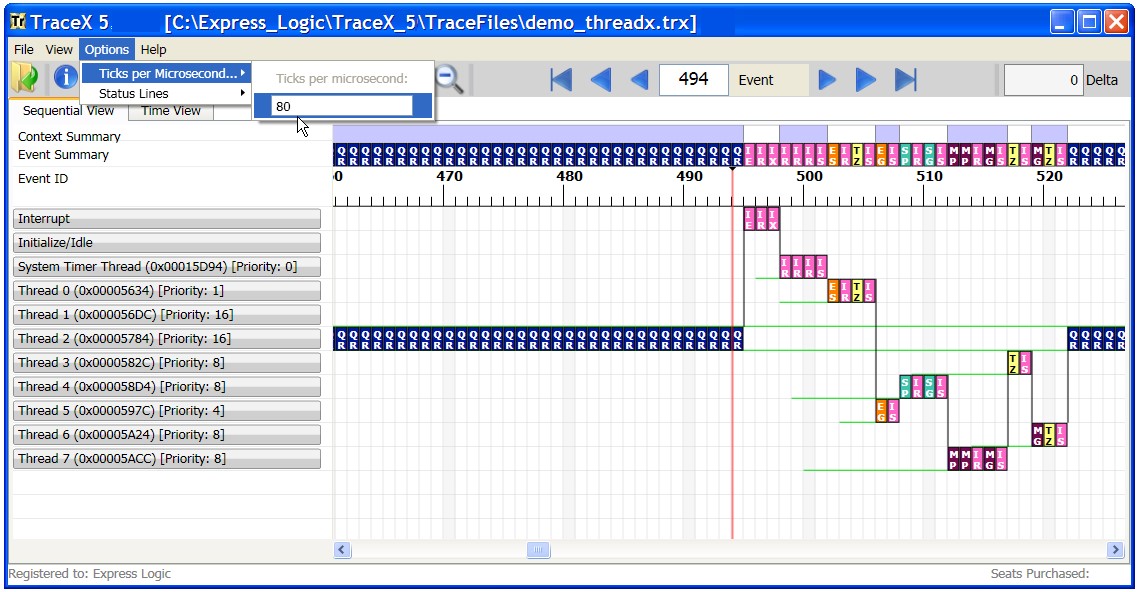 TraceX 5. [C:\Express_Logic\TraceX_5\TraceFiles\demo_threadx.trx]
File View Options Help
Ticks per Microsecond... Ticks per microsecond: 494 Event 0 Delta
Status Lines 80
Sequential View Time View
Context Summary
Event Summary
Event ID 470 480 490 500 510 520
Interrupt
Initialize/Idle
System Timer Thread (0x00015D94) [Priority: 0]
Thread 0 (0x00005634) [Priority: 1]
Thread 1 (0x000056DC) [Priority: 16]
Thread 2 (0x00005784) [Priority: 16]
Thread 3 (0x0000582C) [Priority: 8]
Thread 4 (0x000058D4) [Priority: 8]
Thread 5 (0x0000597C) [Priority: 4]
Thread 6 (0x00005A24) [Priority: 8]
Thread 7 (0x00005ACC) [Priority: 8]
Registered to: Express Logic Seats Purchased: